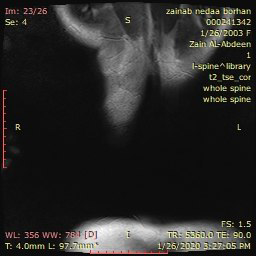 Im: 23/26
Se: 4
S
zainab nedaa borhan
000241342
1/26/2003 F
Zain AL-Abdeen
1
l-spine^library
t2_tse_cor
whole spine
whole spine
R
L
FS: 1.5
WL: 356 WW: 784 [D]
I
TR: 5360.0 TE: 90.0
T: 4.0mm L: 97.7mm
1/26/2020 3:27:05 PM